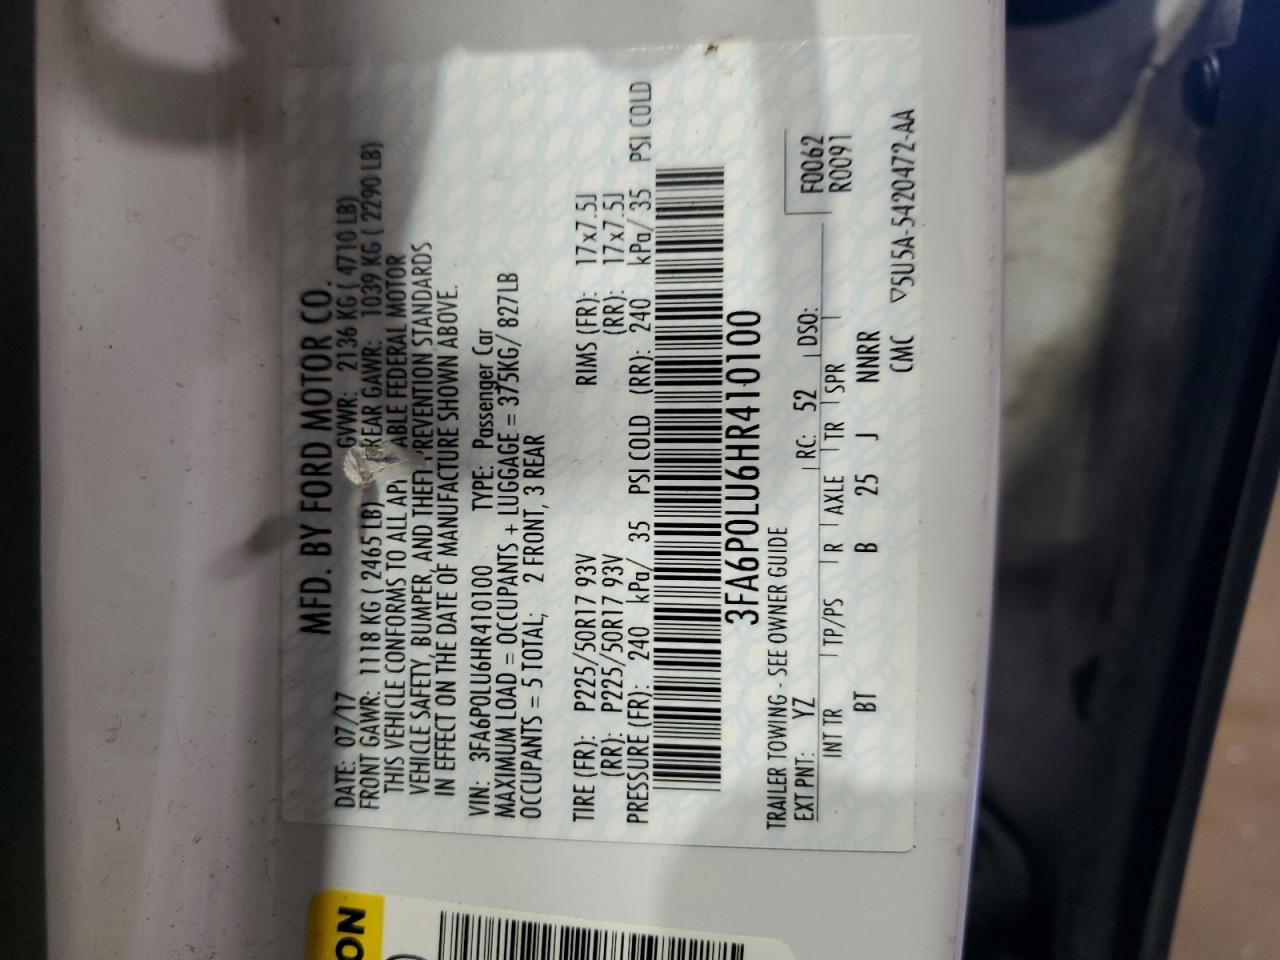 MFD. BY FORD MOTOR CO.
DATE: 07/17 GVWR: 2136 KG ( 4710 LB)
FRONT GAWR: 1118 KG ( 2465 LB) REAR GAWR: 1039 KG ( 2290 LB)
THIS VEHICLE CONFORMS TO ALL APP ABLE FEDERAL MOTOR
VEHICLE SAFETY, BUMPER, AND THEFT PREVENTION STANDARDS
IN EFFECT ON THE DATE OF MANUFACTURE SHOWN ABOVE.
VIN: 3FA6P0LU6HR410100 TYPE: Passenger Car
MAXIMUM LOAD = OCCUPANTS + LUGGAGE = 375KG/ 827LB
OCCUPANTS = 5 TOTAL; 2 FRONT, 3 REAR
TIRE (FR): P225/50R17 93V RIMS (FR): 17x7.5J
(RR): P225/50R17 93V (RR): 17x7.5J
PRESSURE (FR): 240 kPa/ 35 PSI COLD (RR): 240 kPa/ 35 PSI COLD
3FA6P0LU6HR410100
TRAILER TOWING - SEE OWNER GUIDE
EXT PNT: YZ RC: 52 DSO: F0062
R0091
INT TR TP/PS R AXLE TR SPR
BT B 25 J NNRR
CMC ▽5U5A-5420472-AA
ON